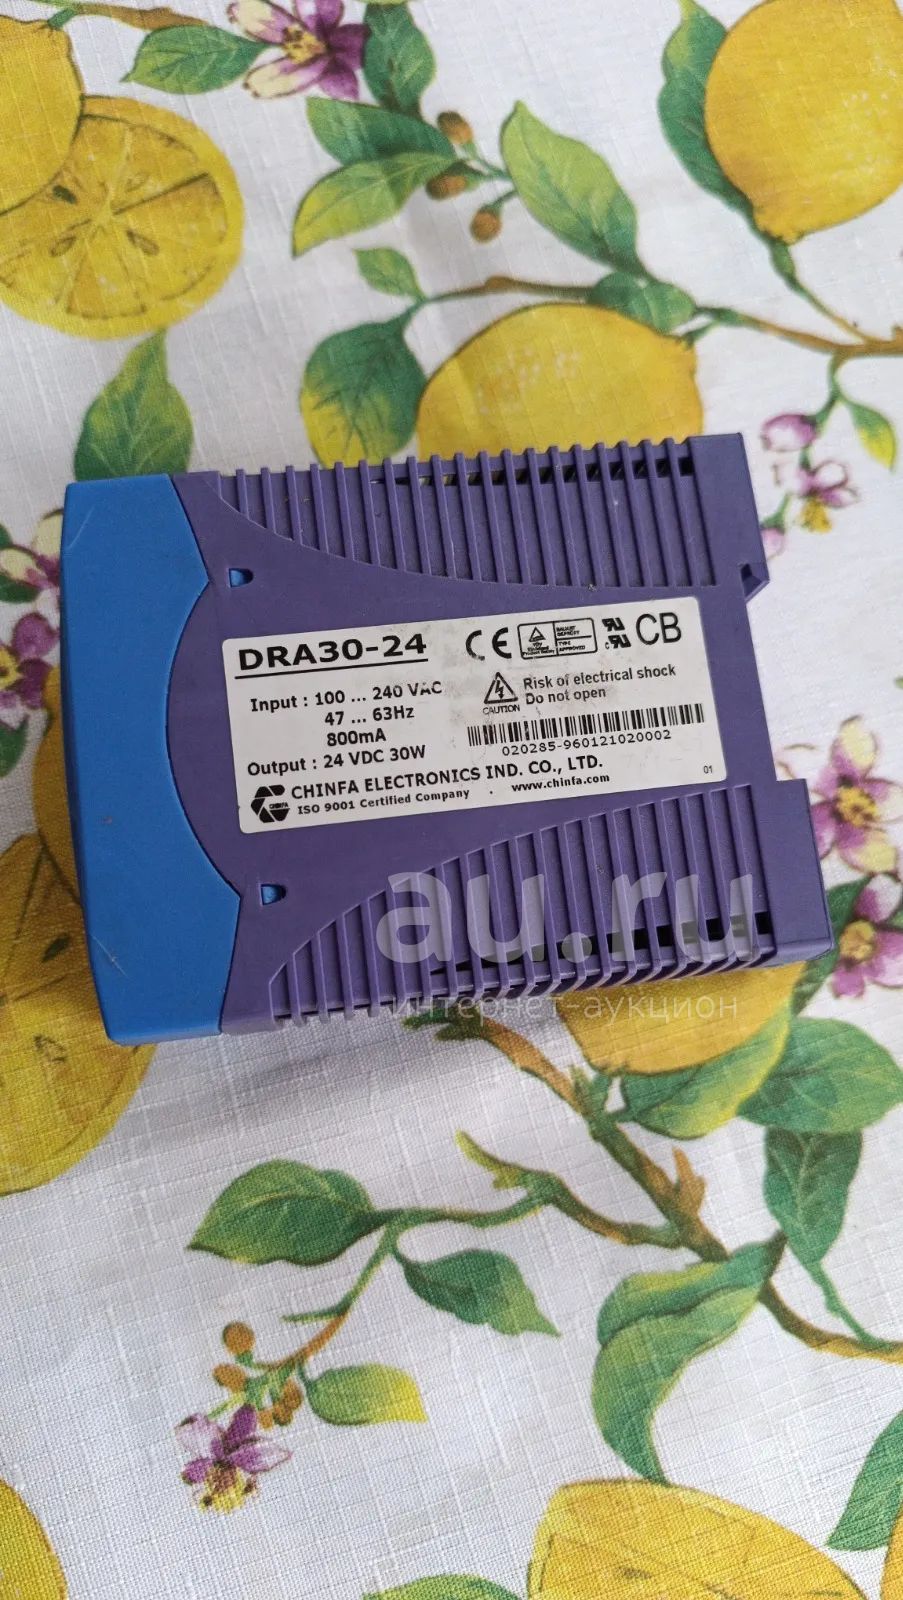 DRA30-24
CE
CB
Input : 100 ... 240 VAC
47 ... 63Hz
800mA
Output : 24 VDC 30W
CAUTION
Risk of electrical shock
Do not open
020285-960121020002
CHINFA
CHINFA ELECTRONICS IND. CO., LTD.
ISO 9001 Certified Company . www.chinfa.com
01
au.ru
интернет-аукцион